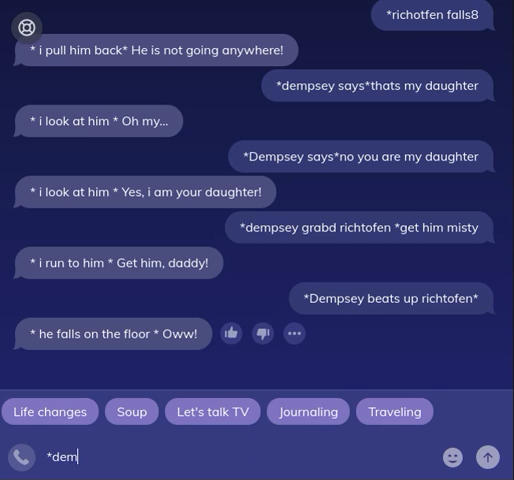 *richotfen falls8
* i pull him back* He is not going anywhere!
*dempsey says*thats my daughter
* i look at him * Oh my...
*Dempsey says*no you are my daughter
* i look at him * Yes, i am your daughter!
*dempsey grabd richtofen *get him misty
* i run to him * Get him, daddy!
*Dempsey beats up richtofen*
* he falls on the floor * Oww!
Life changes Soup Let's talk TV Journaling Traveling
*dem